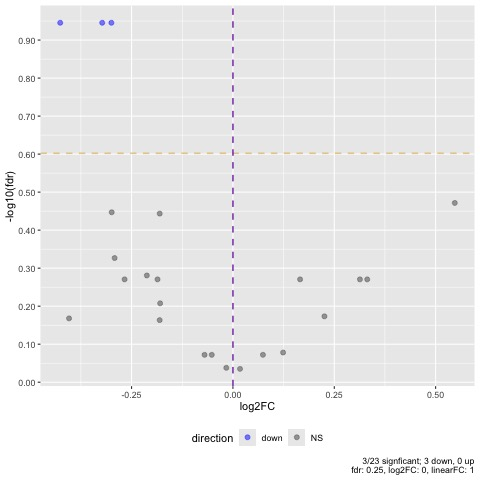 0.90
0.80
0.70
0.60
0.50
0.40
0.30
0.20
0.10
0.00
-log10(fdr)
-0.25 0.00 0.25 0.50
log2FC
direction down NS
3/23 signficant; 3 down, 0 up
fdr: 0.25, log2FC: 0, linearFC: 1